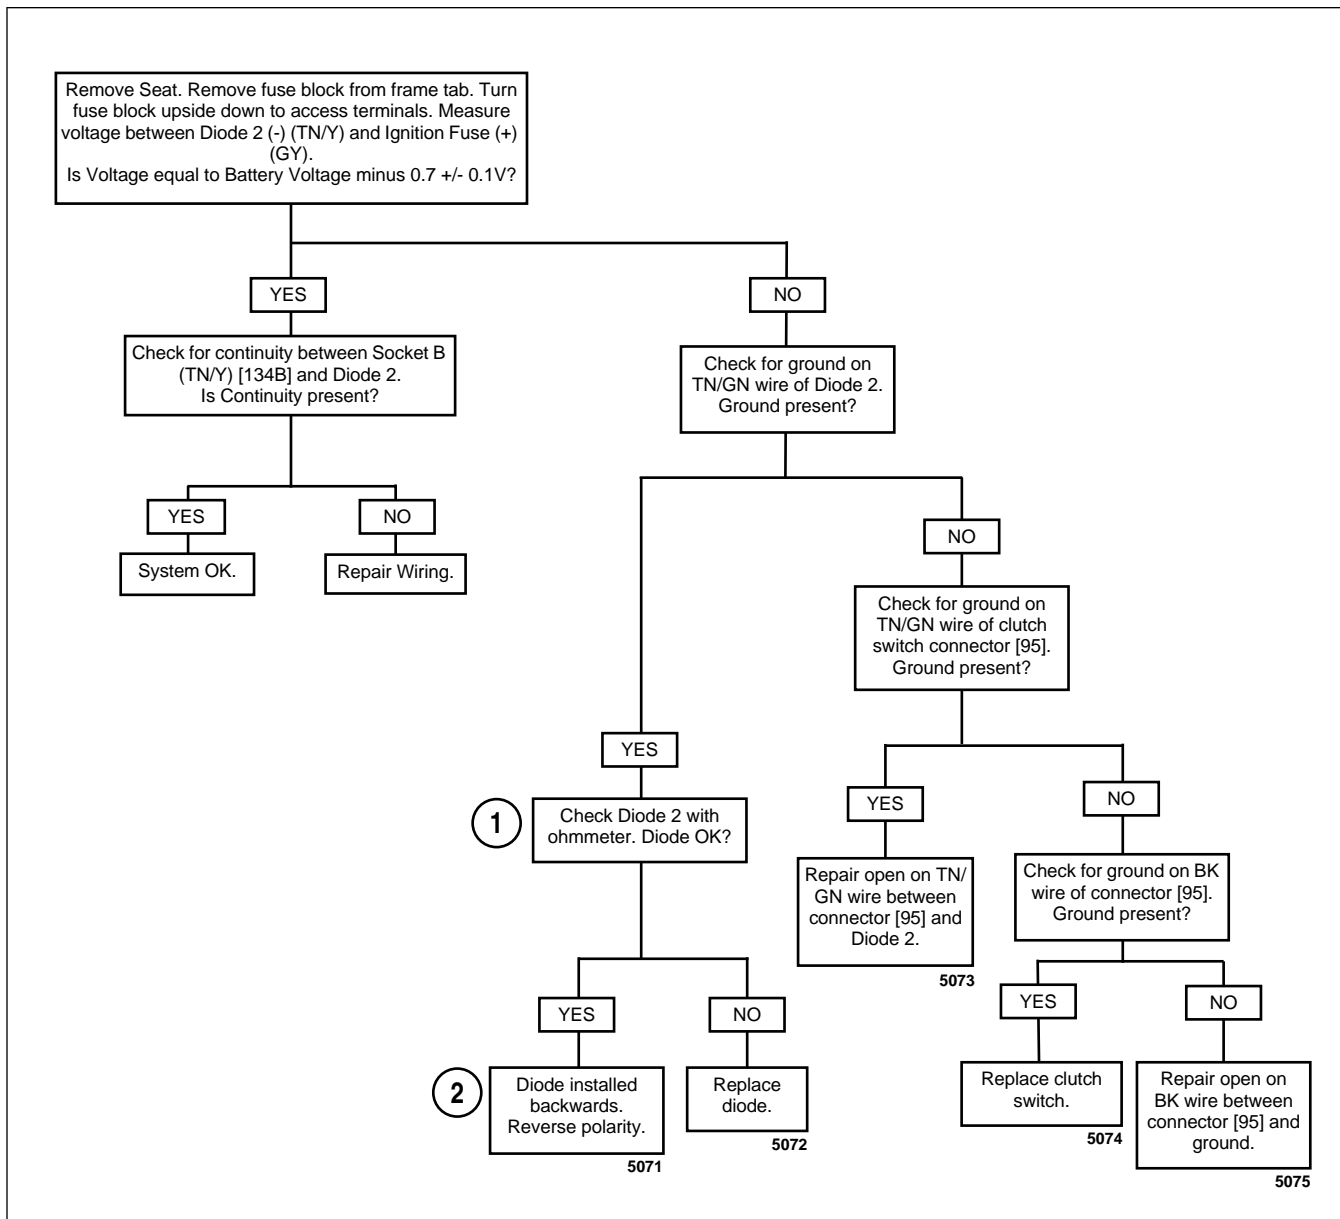 Remove Seat. Remove fuse block from frame tab. Turn
fuse block upside down to access terminals. Measure
voltage between Diode 2 (-) (TN/Y) and Ignition Fuse (+)
(GY).
Is Voltage equal to Battery Voltage minus 0.7 +/- 0.1V?
YES
NO
Check for continuity between Socket B
(TN/Y) [134B] and Diode 2.
Is Continuity present?
Check for ground on
TN/GN wire of Diode 2.
Ground present?
YES
NO
System OK.
Repair Wiring.
NO
Check for ground on
TN/GN wire of clutch
switch connector [95].
Ground present?
YES
1
Check Diode 2 with
ohmmeter. Diode OK?
YES
NO
Repair open on TN/
GN wire between
connector [95] and
Diode 2.
5073
Check for ground on BK
wire of connector [95].
Ground present?
YES
NO
YES
NO
2
Diode installed
backwards.
Reverse polarity.
5071
Replace
diode.
5072
Replace clutch
switch.
5074
Repair open on
BK wire between
connector [95] and
ground.
5075